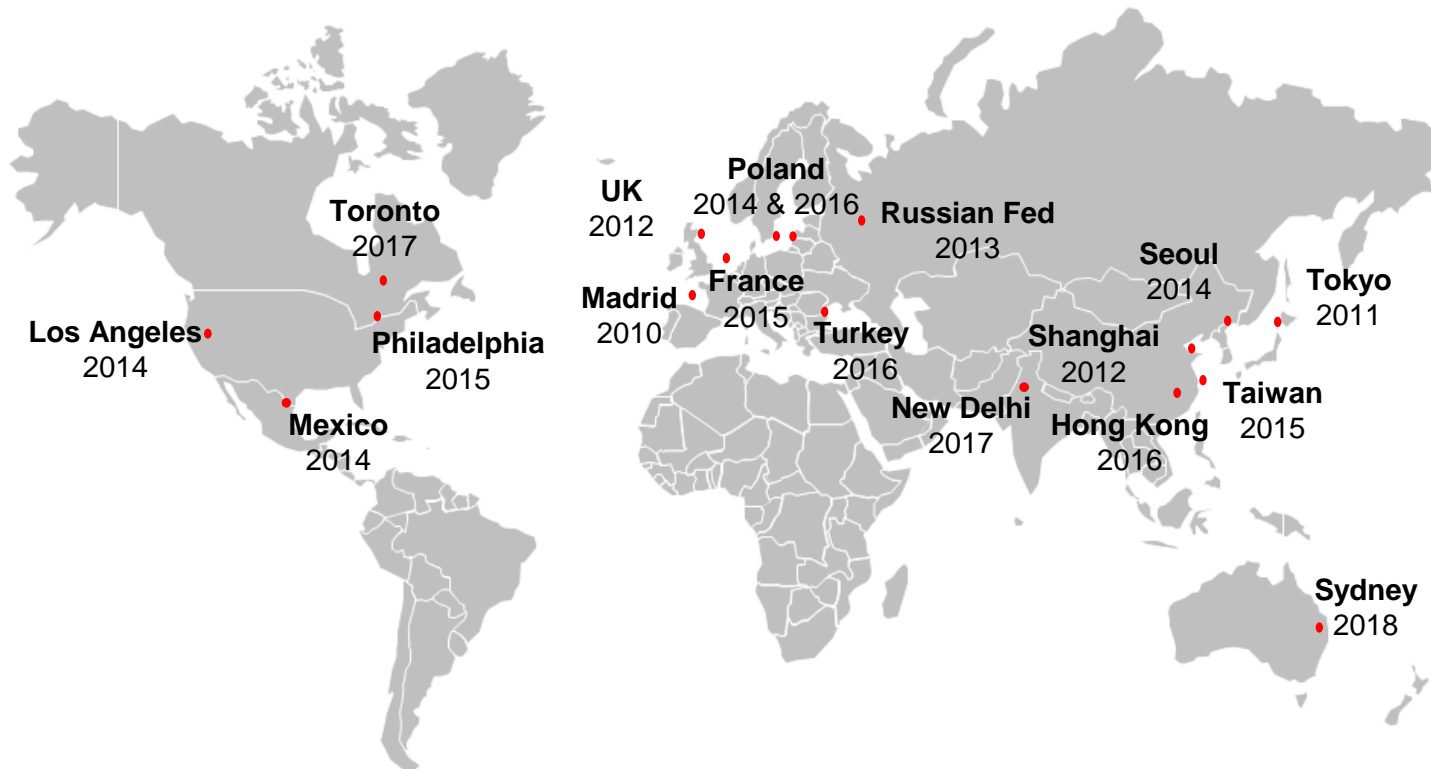 Poland
2014 & 2016
UK
2012
Toronto
2017
Russian Fed
2013
Seoul
2014
Tokyo
2011
Madrid
2010
France
2015
Los Angeles
2014
Philadelphia
2015
Turkey
2016
Shanghai
2012
Taiwan
2015
New Delhi
2017
Hong Kong
2016
Mexico
2014
Sydney
2018